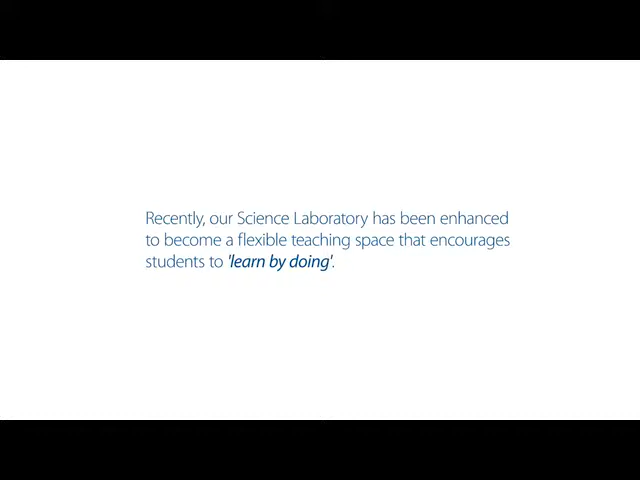 Recently, our Science Laboratory has been enhanced
to become a flexible teaching space that encourages
students to 'learn by doing'.